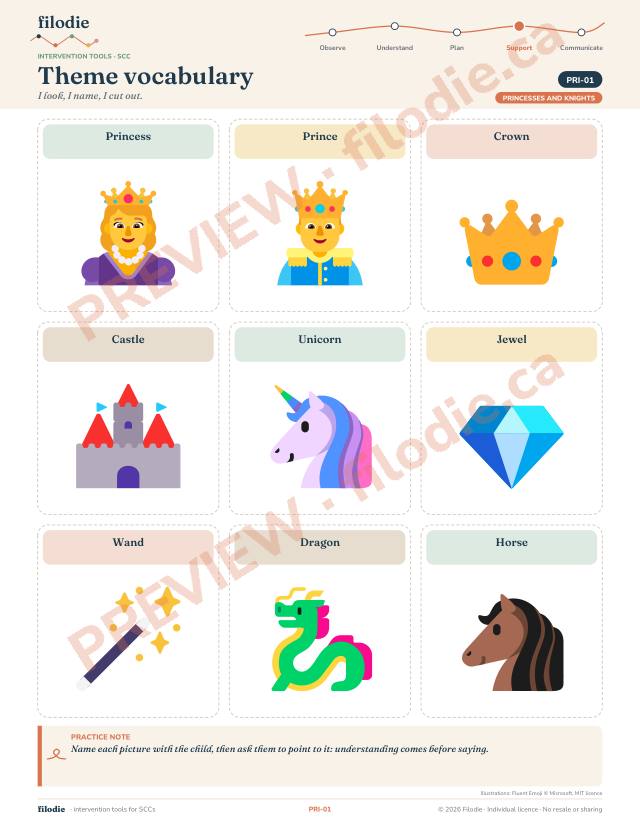 filodie
Observe Understand Plan Support Communicate
INTERVENTION TOOLS · SCC
Theme vocabulary
PRI-01
I look, I name, I cut out.
PRINCESSES AND KNIGHTS
Princess Prince Crown
Castle Unicorn Jewel
Wand Dragon Horse
PREVIEW · filodie.ca
PREVIEW · filodie.ca
PRACTICE NOTE
Name each picture with the child, then ask them to point to it: understanding comes before saying.
Illustrations: Fluent Emoji © Microsoft, MIT licence
filodie · intervention tools for SCCs PRI-01 © 2026 Filodie · Individual licence · No resale or sharing